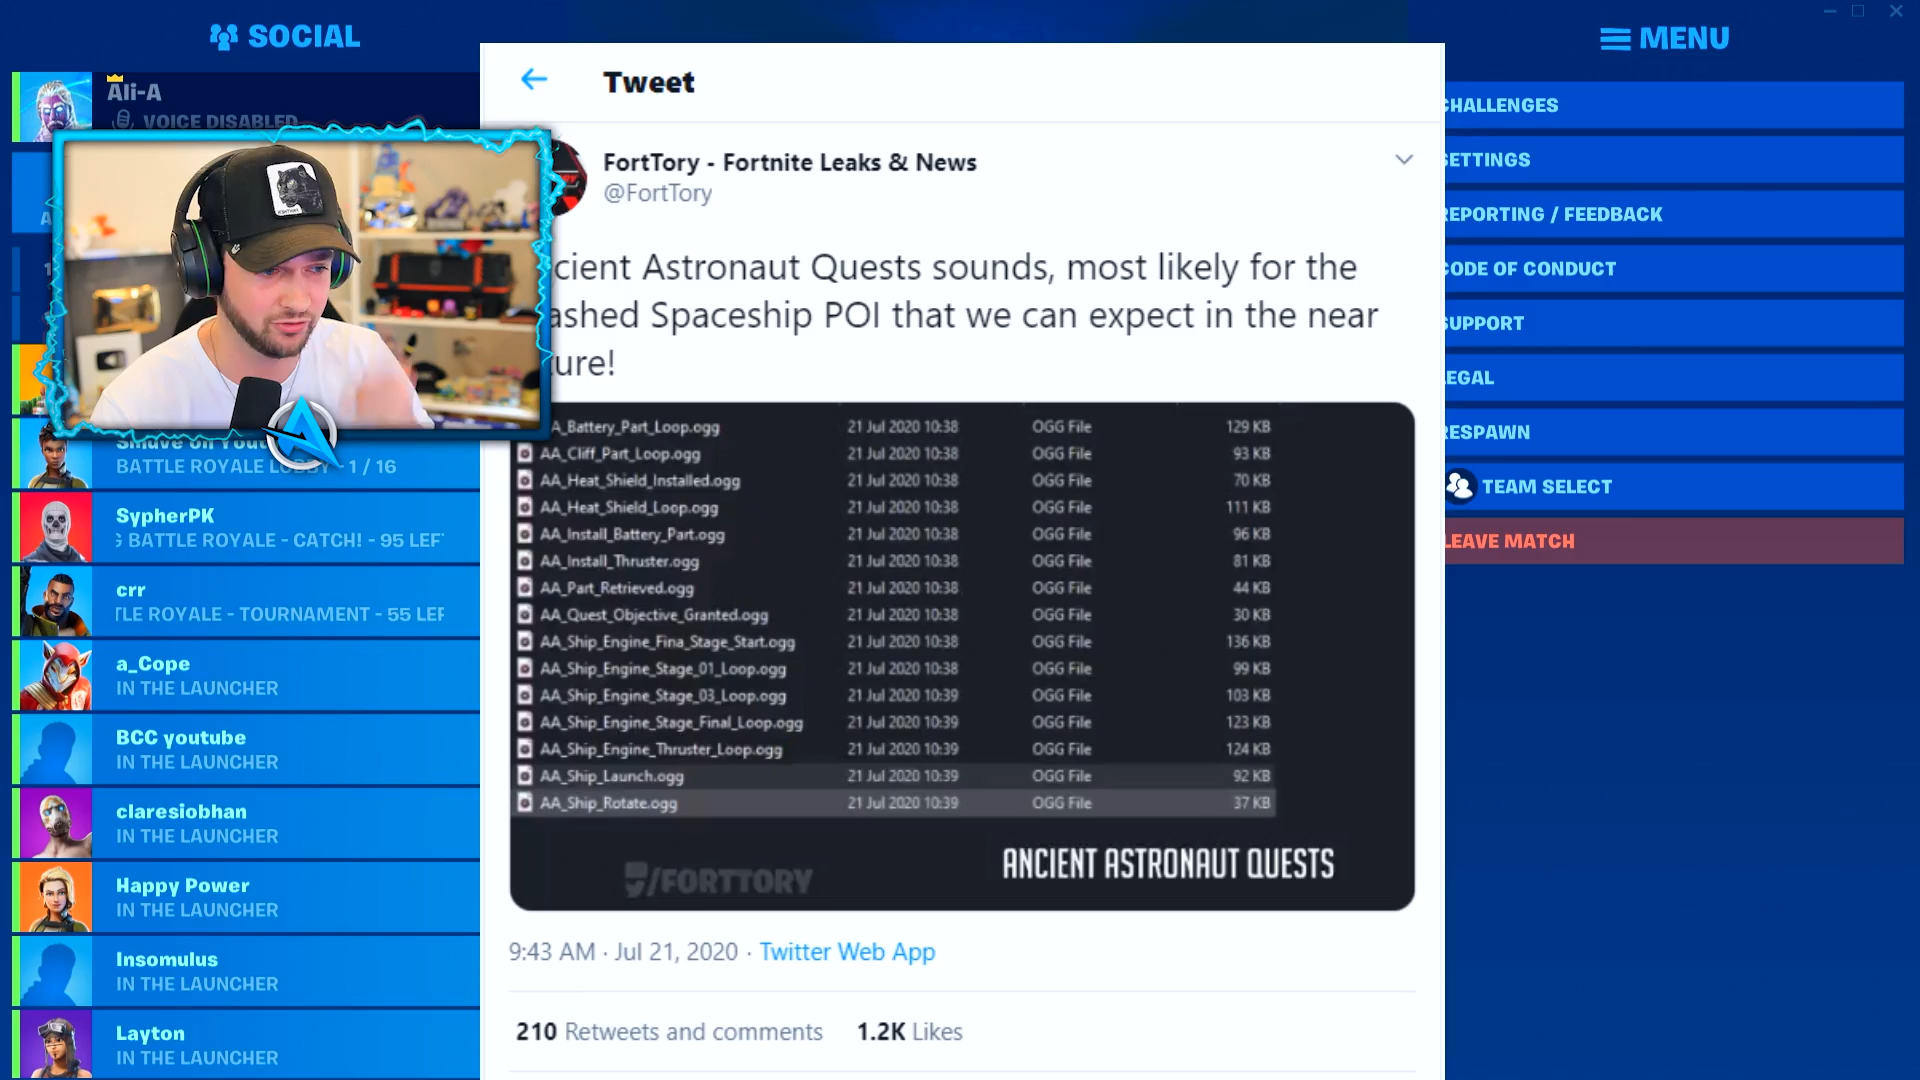 SOCIAL
MENU
Ali-A
VOICE DISABLED
Tweet
FortTory - Fortnite Leaks & News
@FortTory
cient Astronaut Quests sounds, most likely for the
ashed Spaceship POI that we can expect in the near
ure!
A_Battery_Part_Loop.ogg 21 Jul 2020 10:38 OGG File 129 KB
AA_Cliff_Part_Loop.ogg 21 Jul 2020 10:38 OGG File 93 KB
AA_Heat_Shield_Installed.ogg 21 Jul 2020 10:38 OGG File 70 KB
AA_Heat_Shield_Loop.ogg 21 Jul 2020 10:38 OGG File 111 KB
AA_Install_Battery_Part.ogg 21 Jul 2020 10:38 OGG File 96 KB
AA_Install_Thruster.ogg 21 Jul 2020 10:38 OGG File 81 KB
AA_Part_Retrieved.ogg 21 Jul 2020 10:38 OGG File 44 KB
AA_Quest_Objective_Granted.ogg 21 Jul 2020 10:38 OGG File 30 KB
AA_Ship_Engine_Fina_Stage_Start.ogg 21 Jul 2020 10:38 OGG File 136 KB
AA_Ship_Engine_Stage_01_Loop.ogg 21 Jul 2020 10:38 OGG File 99 KB
AA_Ship_Engine_Stage_03_Loop.ogg 21 Jul 2020 10:39 OGG File 103 KB
AA_Ship_Engine_Stage_Final_Loop.ogg 21 Jul 2020 10:39 OGG File 123 KB
AA_Ship_Engine_Thruster_Loop.ogg 21 Jul 2020 10:39 OGG File 124 KB
AA_Ship_Launch.ogg 21 Jul 2020 10:39 OGG File 92 KB
AA_Ship_Rotate.ogg 21 Jul 2020 10:39 OGG File 37 KB
/FORTTORY
ANCIENT ASTRONAUT QUESTS
9:43 AM · Jul 21, 2020 · Twitter Web App
210 Retweets and comments 1.2K Likes
BATTLE ROYALE LOBBY - 1 / 16
SypherPK
G BATTLE ROYALE - CATCH! - 95 LEFT
crr
TLE ROYALE - TOURNAMENT - 55 LEF
a_Cope
IN THE LAUNCHER
BCC youtube
IN THE LAUNCHER
claresiobhan
IN THE LAUNCHER
Happy Power
IN THE LAUNCHER
Insomulus
IN THE LAUNCHER
Layton
IN THE LAUNCHER
CHALLENGES
SETTINGS
REPORTING / FEEDBACK
CODE OF CONDUCT
SUPPORT
LEGAL
RESPAWN
TEAM SELECT
LEAVE MATCH